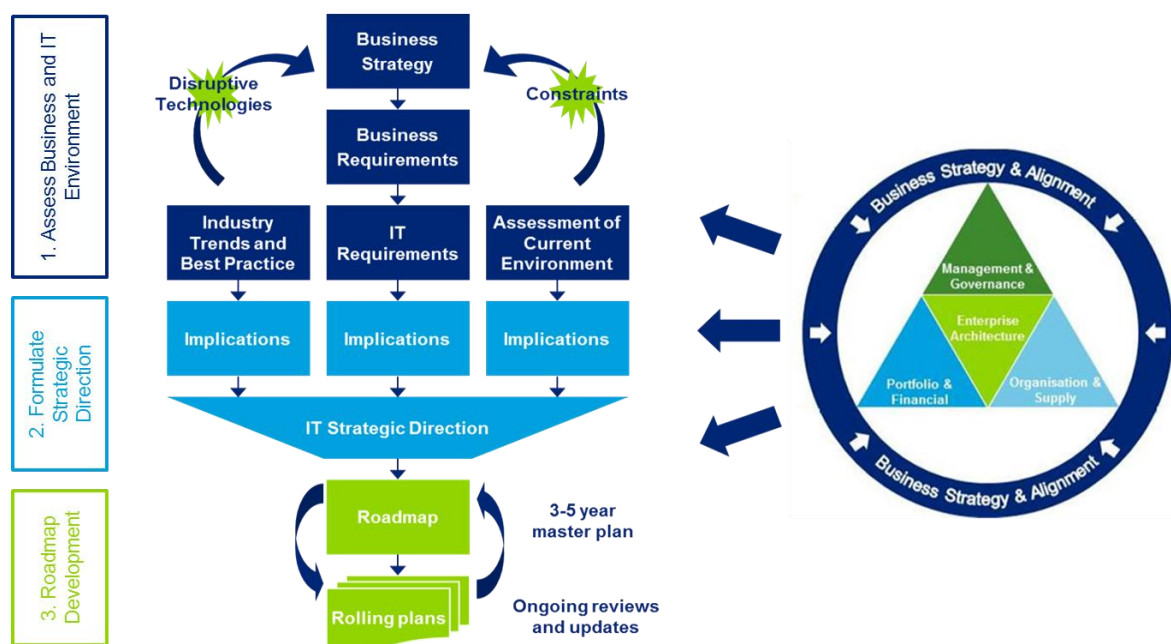 1. Assess Business and IT
Environment
2. Formulate
Strategic
Direction
3. Roadmap
Development
Business
Strategy
Disruptive
Technologies
Constraints
Business
Requirements
Industry
Trends and
Best Practice
IT
Requirements
Assessment of
Current
Environment
Implications
Implications
Implications
IT Strategic Direction
Roadmap
3-5 year
master plan
Rolling plans
Ongoing reviews
and updates
Business Strategy & Alignment
Management &
Governance
Enterprise
Architecture
Portfolio &
Financial
Organisation &
Supply
Business Strategy & Alignment